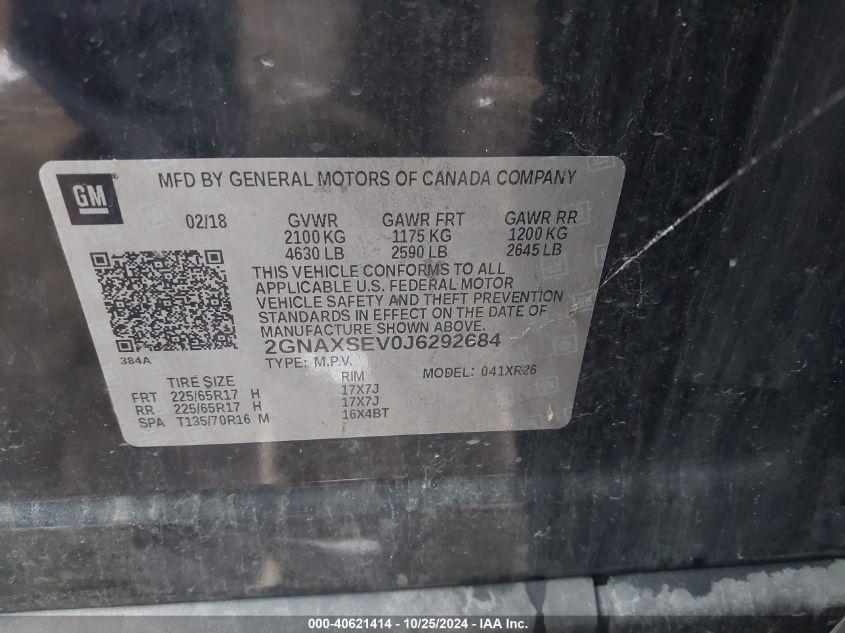 GM
MFD BY GENERAL MOTORS OF CANADA COMPANY
02/18 GVWR GAWR FRT GAWR RR
2100 KG 1175 KG 1200 KG
4630 LB 2590 LB 2645 LB
THIS VEHICLE CONFORMS TO ALL
APPLICABLE U.S. FEDERAL MOTOR
VEHICLE SAFETY AND THEFT PREVENTION
STANDARDS IN EFFECT ON THE DATE OF
MANUFACTURE SHOWN ABOVE.
384A
2GNAXSEV0J6292684
TYPE: M.P.V. MODEL: 041XR26
TIRE SIZE RIM
FRT 225/65R17 H 17X7J
RR 225/65R17 H 17X7J
SPA T135/70R16 M 16X4BT
000-40621414 - 10/25/2024 - IAA Inc.